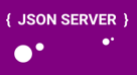 { JSON SERVER }